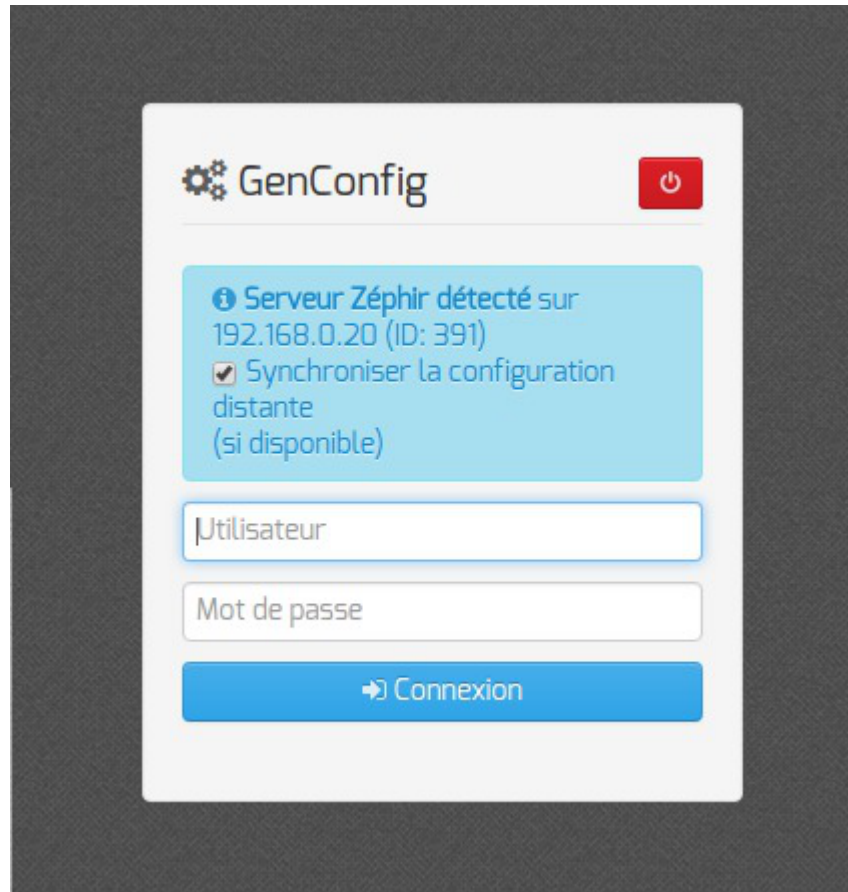 GenConfig
Serveur Zéphir détecté sur
192.168.0.20 (ID: 391)
Synchroniser la configuration
distante
(si disponible)
Utilisateur
Mot de passe
Connexion